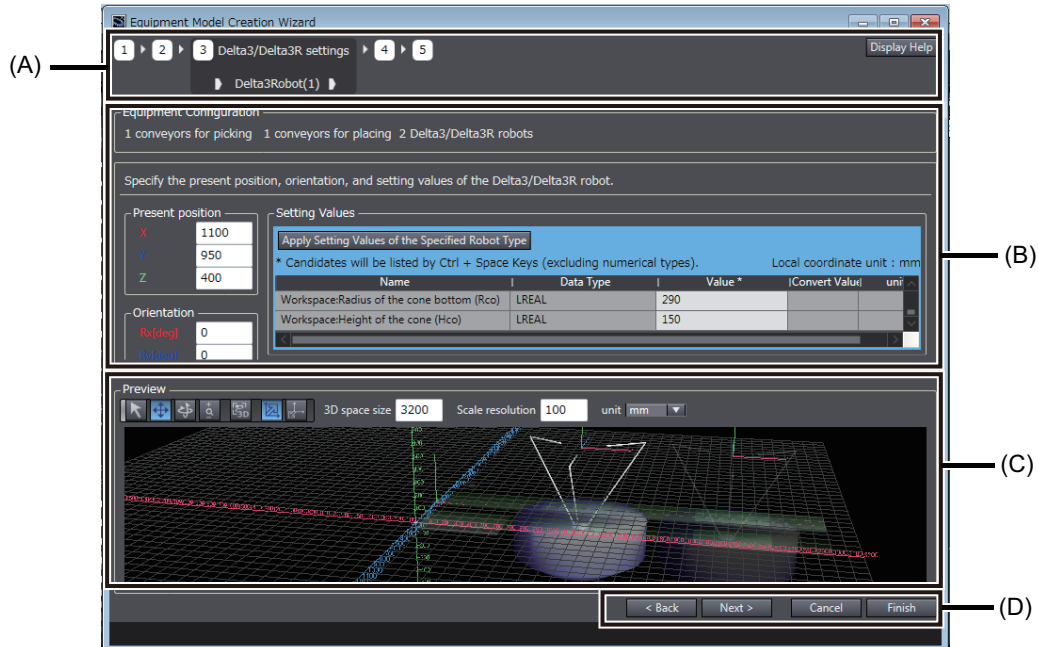 Equipment Model Creation Wizard
1 2 3 Delta3/Delta3R settings 4 5 Display Help
Delta3Robot(1)
(A)
Equipment Configuration
1 conveyors for picking 1 conveyors for placing 2 Delta3/Delta3R robots
Specify the present position, orientation, and setting values of the Delta3/Delta3R robot.
Present position
X 1100
Y 950
Z 400
Orientation
Rx[deg] 0
0
Setting Values
Apply Setting Values of the Specified Robot Type
* Candidates will be listed by Ctrl + Space Keys (excluding numerical types). Local coordinate unit : mm
Name Data Type Value * Convert Value uni
Workspace:Radius of the cone bottom (Rco) LREAL 290
Workspace:Height of the cone (Hco) LREAL 150
(B)
Preview
3D space size 3200 Scale resolution 100 unit mm
(C)
< Back Next > Cancel Finish
(D)